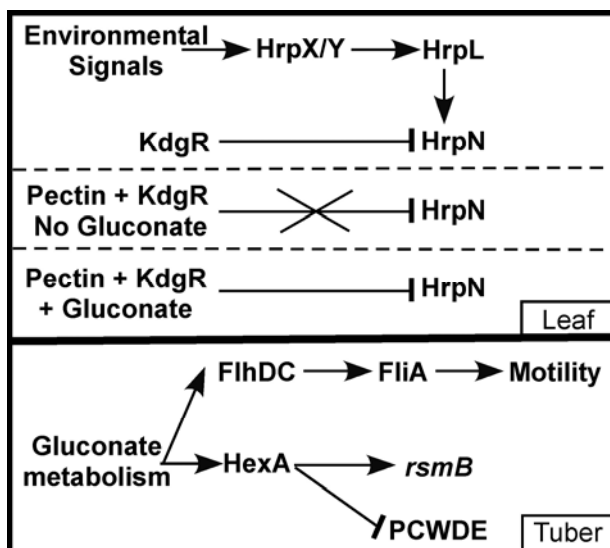 Environmental
Signals
HrpX/Y
HrpL
KdgR
HrpN
Pectin + KdgR
No Gluconate
HrpN
Pectin + KdgR
+ Gluconate
HrpN
Leaf
FlhDC
FliA
Motility
Gluconate
metabolism
HexA
rsmB
PCWDE
Tuber